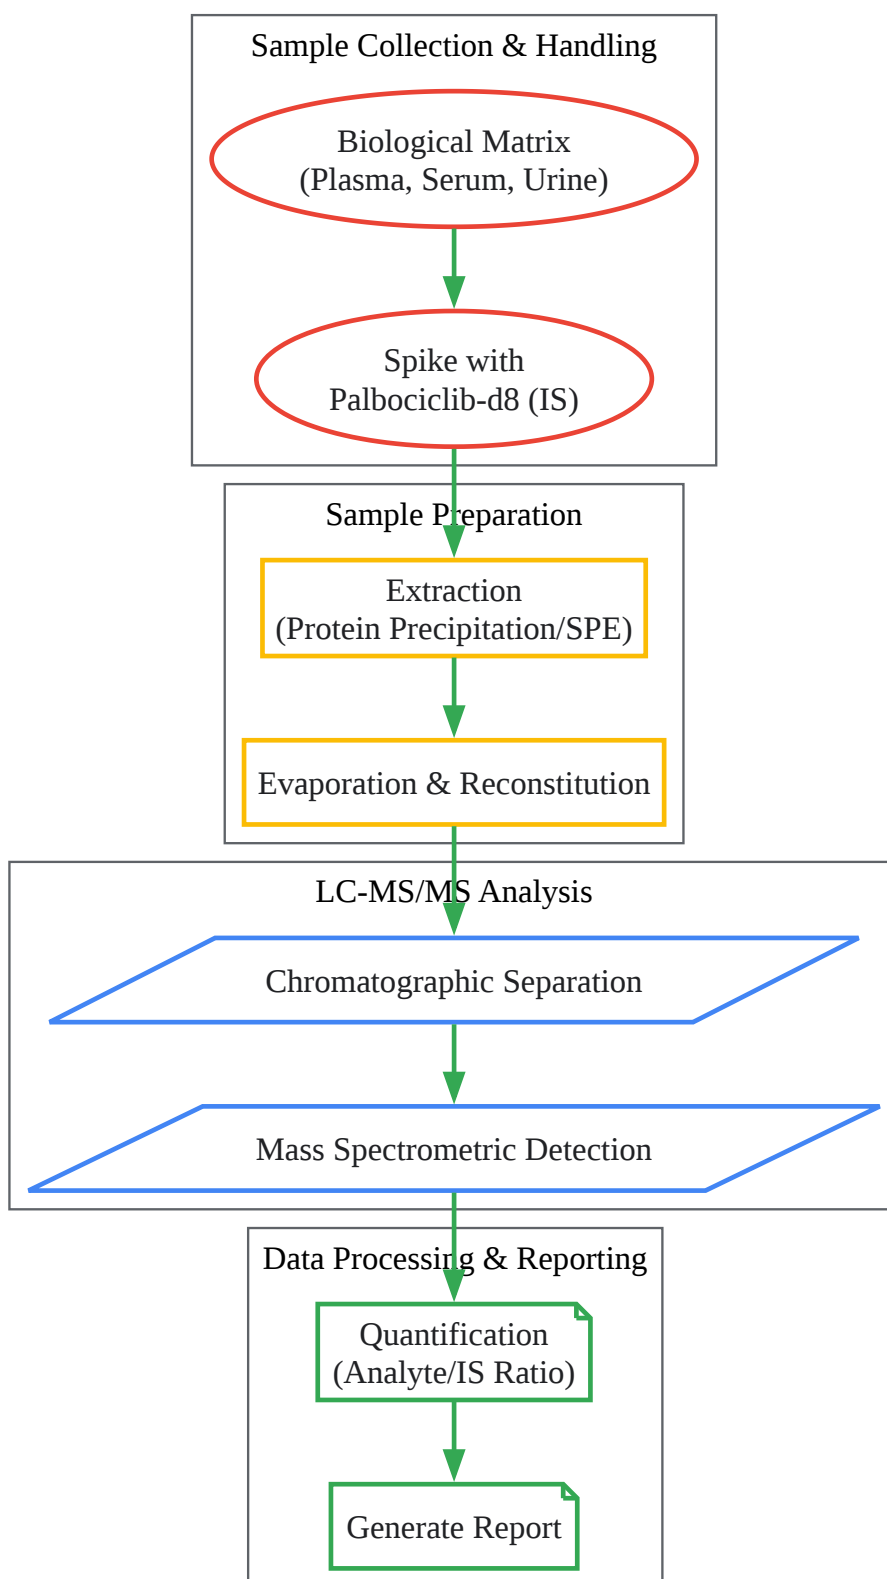 Sample Collection & Handling
Biological Matrix
(Plasma, Serum, Urine)
Spike with
Palbociclib-d8 (IS)
Sample Preparation
Extraction
(Protein Precipitation/SPE)
Evaporation & Reconstitution
LC-MS/MS Analysis
Chromatographic Separation
Mass Spectrometric Detection
Data Processing & Reporting
Quantification
(Analyte/IS Ratio)
Generate Report